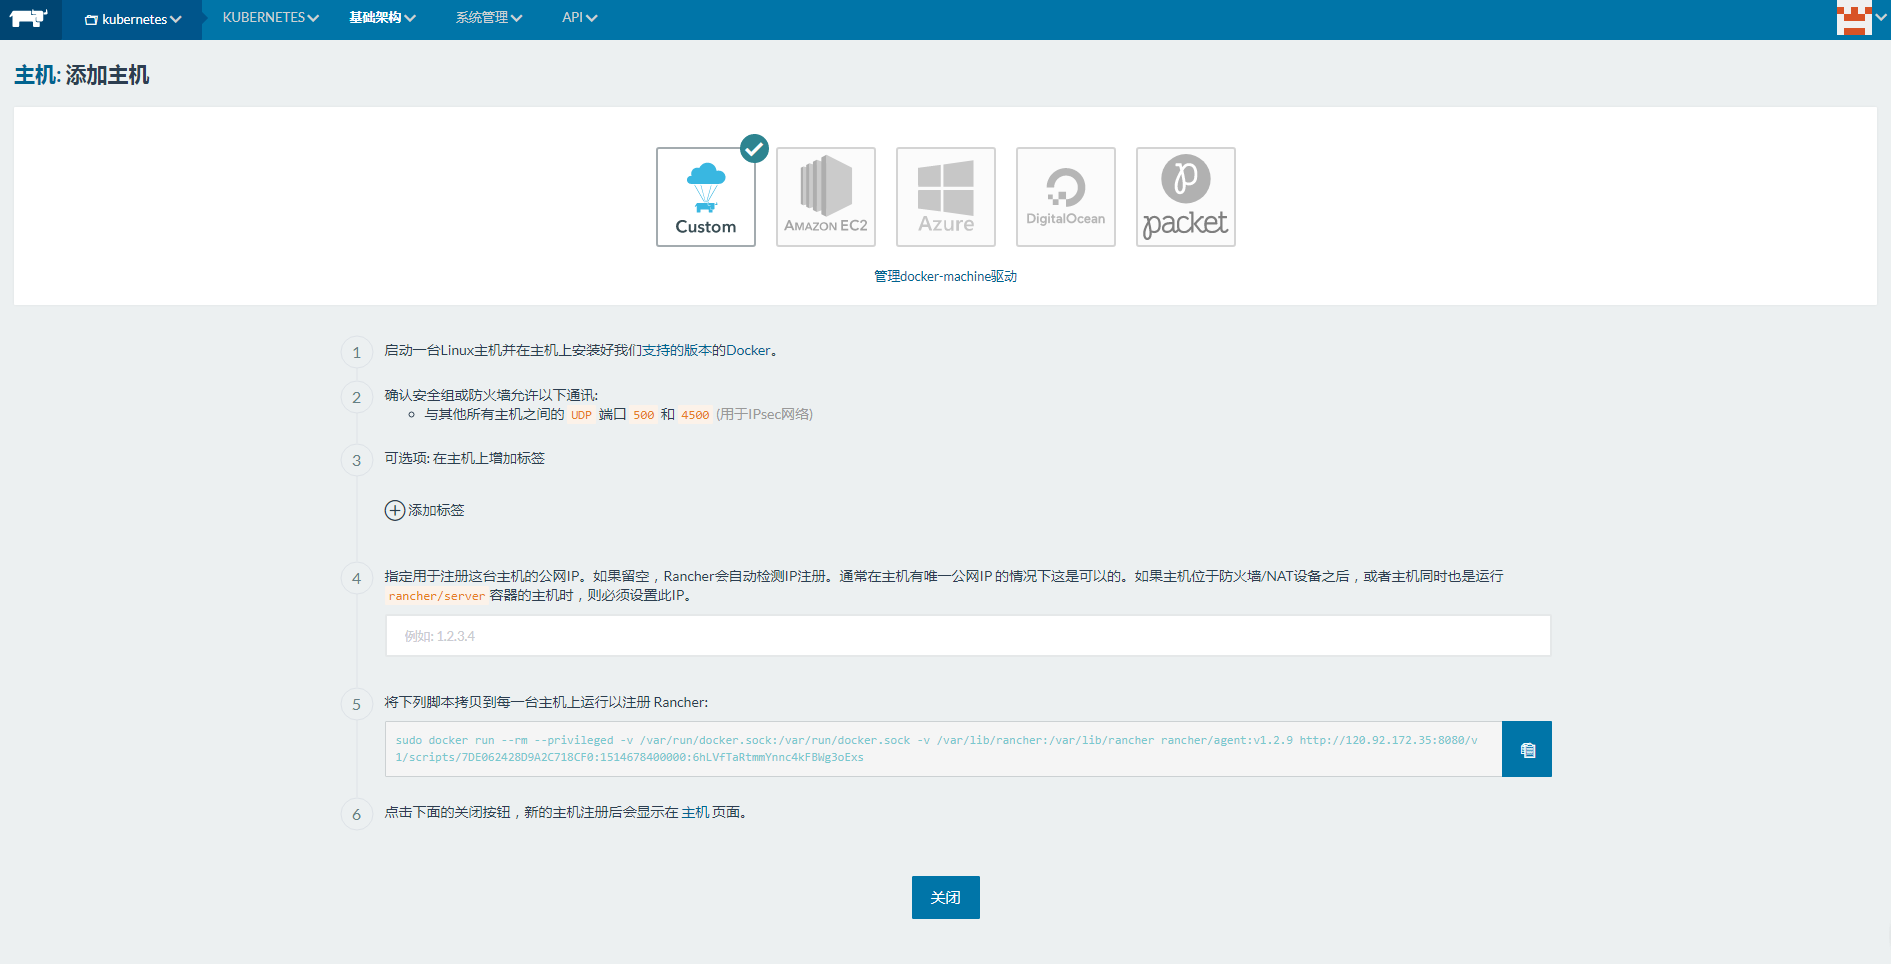 kubernetes KUBERNETES 基础架构 系统管理 API
主机: 添加主机
Custom
AMAZON EC2
Azure
DigitalOcean
packet
管理docker-machine驱动
1 启动一台Linux主机并在主机上安装好我们支持的版本的Docker。
2 确认安全组或防火墙允许以下通讯:
与其他所有主机之间的 UDP 端口 500 和 4500 (用于IPsec网络)
3 可选项: 在主机上增加标签
添加标签
4 指定用于注册这台主机的公网IP。如果留空，Rancher会自动检测IP注册。通常在主机有唯一公网IP 的情况下这是可以的。如果主机位于防火墙/NAT设备之后，或者主机同时也是运行
rancher/server 容器的主机时，则必须设置此IP。
例如: 1.2.3.4
5 将下列脚本拷贝到每一台主机上运行以注册 Rancher:
sudo docker run --rm --privileged -v /var/run/docker.sock:/var/run/docker.sock -v /var/lib/rancher:/var/lib/rancher rancher/agent:v1.2.9 http://120.92.172.35:8080/v
1/scripts/7DE062428D9A2C718CF0:1514678400000:6hLVfTaRtmmYnnc4kFBWg3oExs
6 点击下面的关闭按钮，新的主机注册后会显示在 主机 页面。
关闭